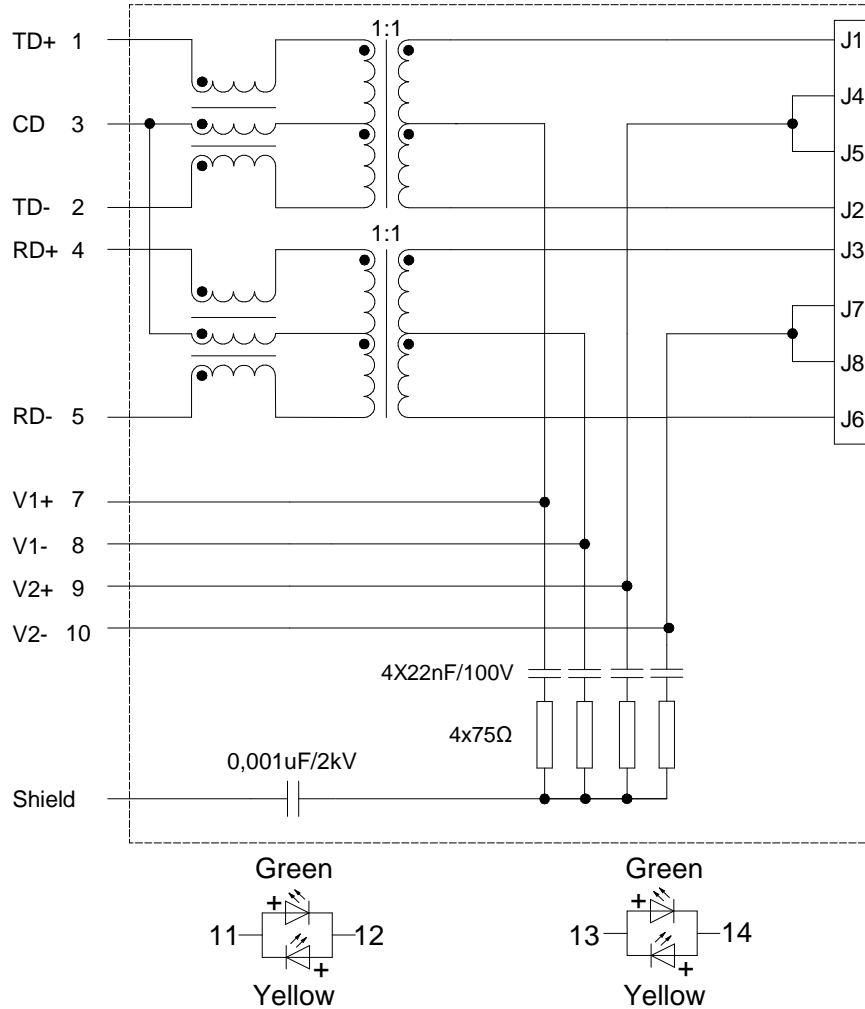 1:1
TD+ 1
J1
J4
CD 3
J5
TD- 2
J2
1:1
RD+ 4
J3
J7
J8
RD- 5
J6
V1+ 7
V1- 8
V2+ 9
V2- 10
4X22nF/100V
4x75Ω
0,001uF/2kV
Shield
Green
+
11
12
+
Yellow
Green
+
13
14
+
Yellow